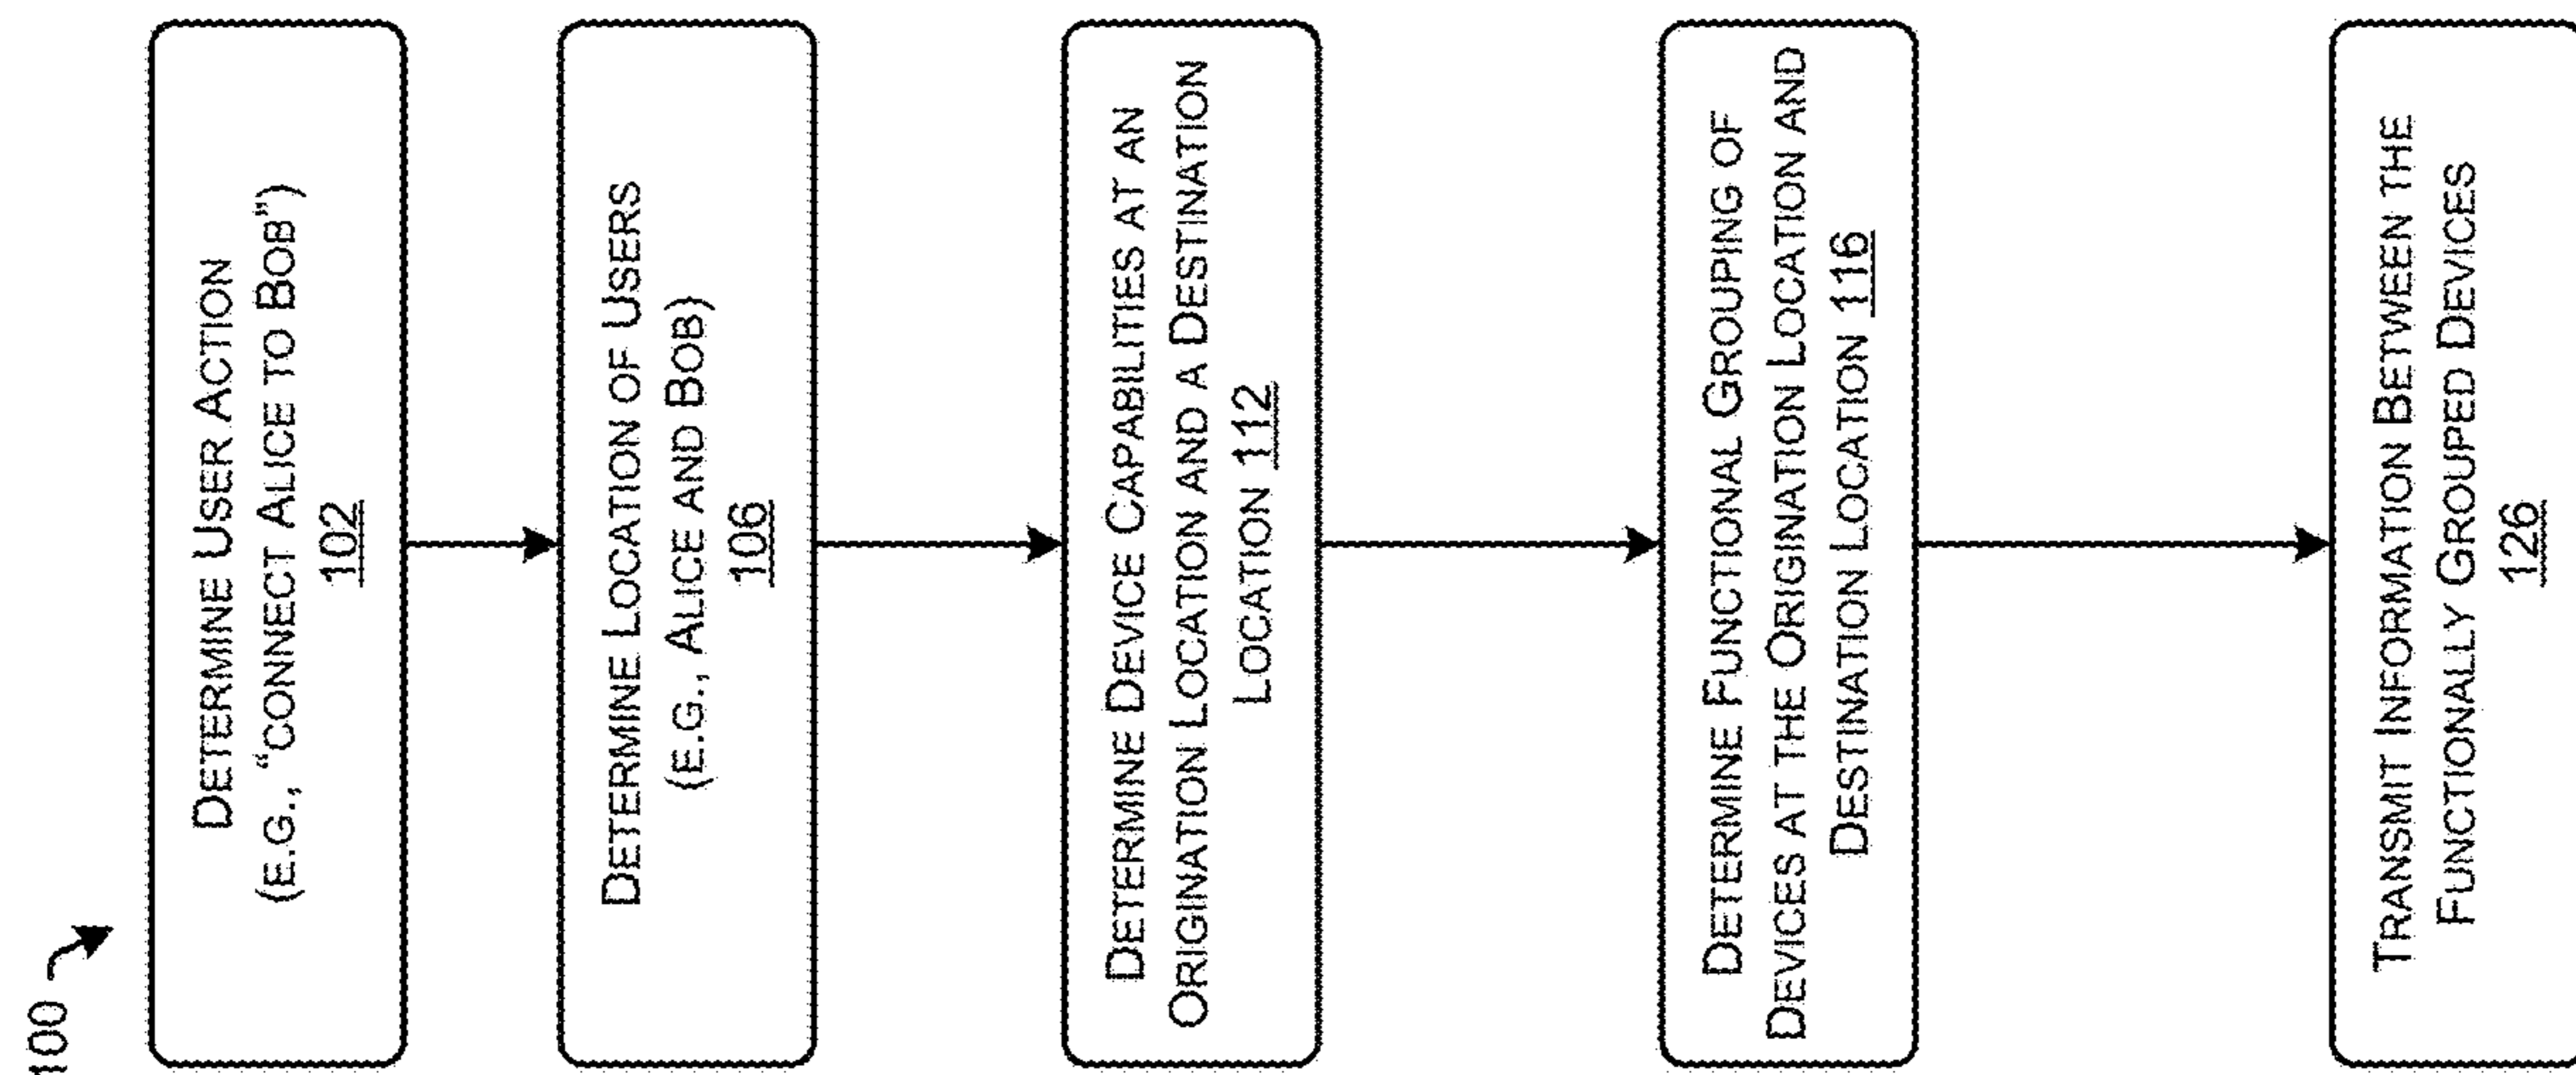 100
DETERMINE USER ACTION
(E.G., “CONNECT ALICE TO BOB”)
102
DETERMINE LOCATION OF USERS
(E.G., ALICE AND BOB)
106
DETERMINE DEVICE CAPABILITIES AT AN
ORIGINATION LOCATION AND A DESTINATION
LOCATION 112
DETERMINE FUNCTIONAL GROUPING OF
DEVICES AT THE ORIGINATION LOCATION AND
DESTINATION LOCATION 116
TRANSMIT INFORMATION BETWEEN THE
FUNCTIONALLY GROUPED DEVICES
126